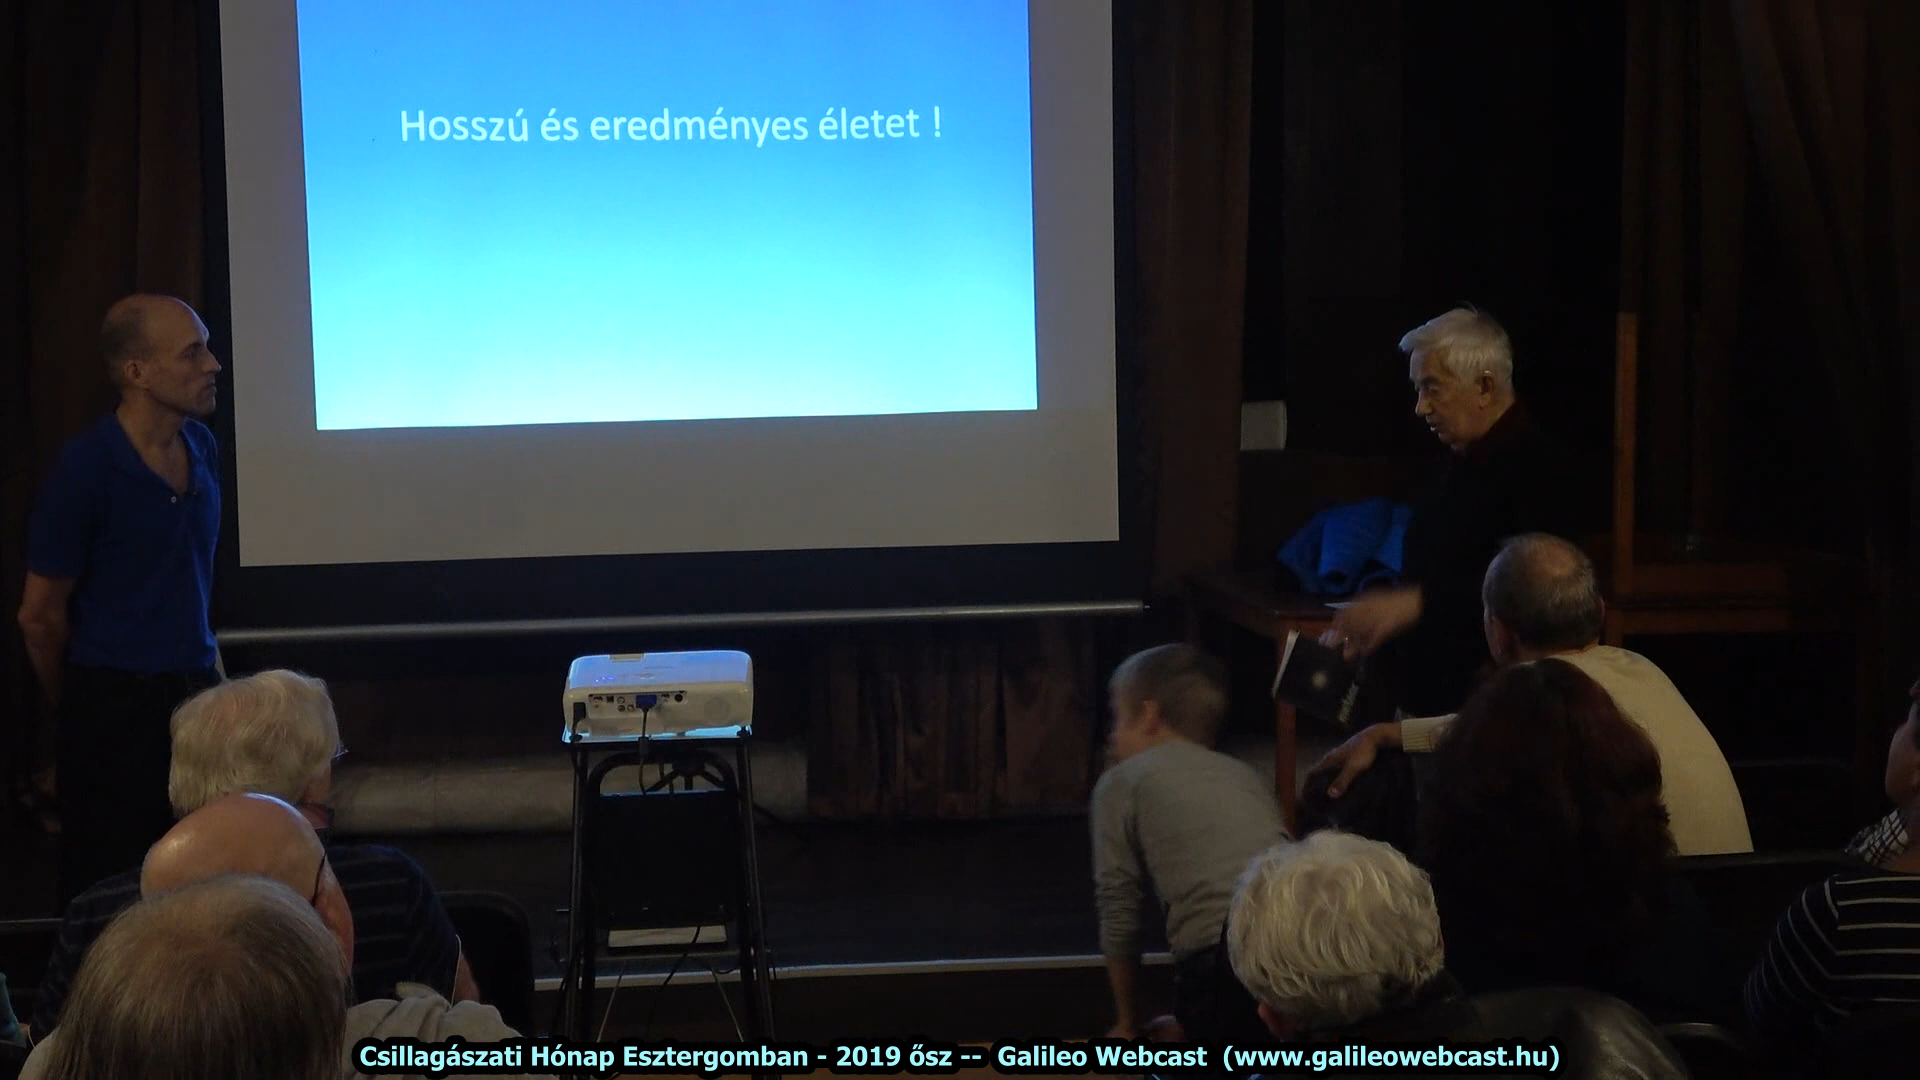 Hosszú és eredményes életet !
Csillagászati Hónap Esztergomban - 2019 ősz -- Galileo Webcast (www.galileowebcast.hu)